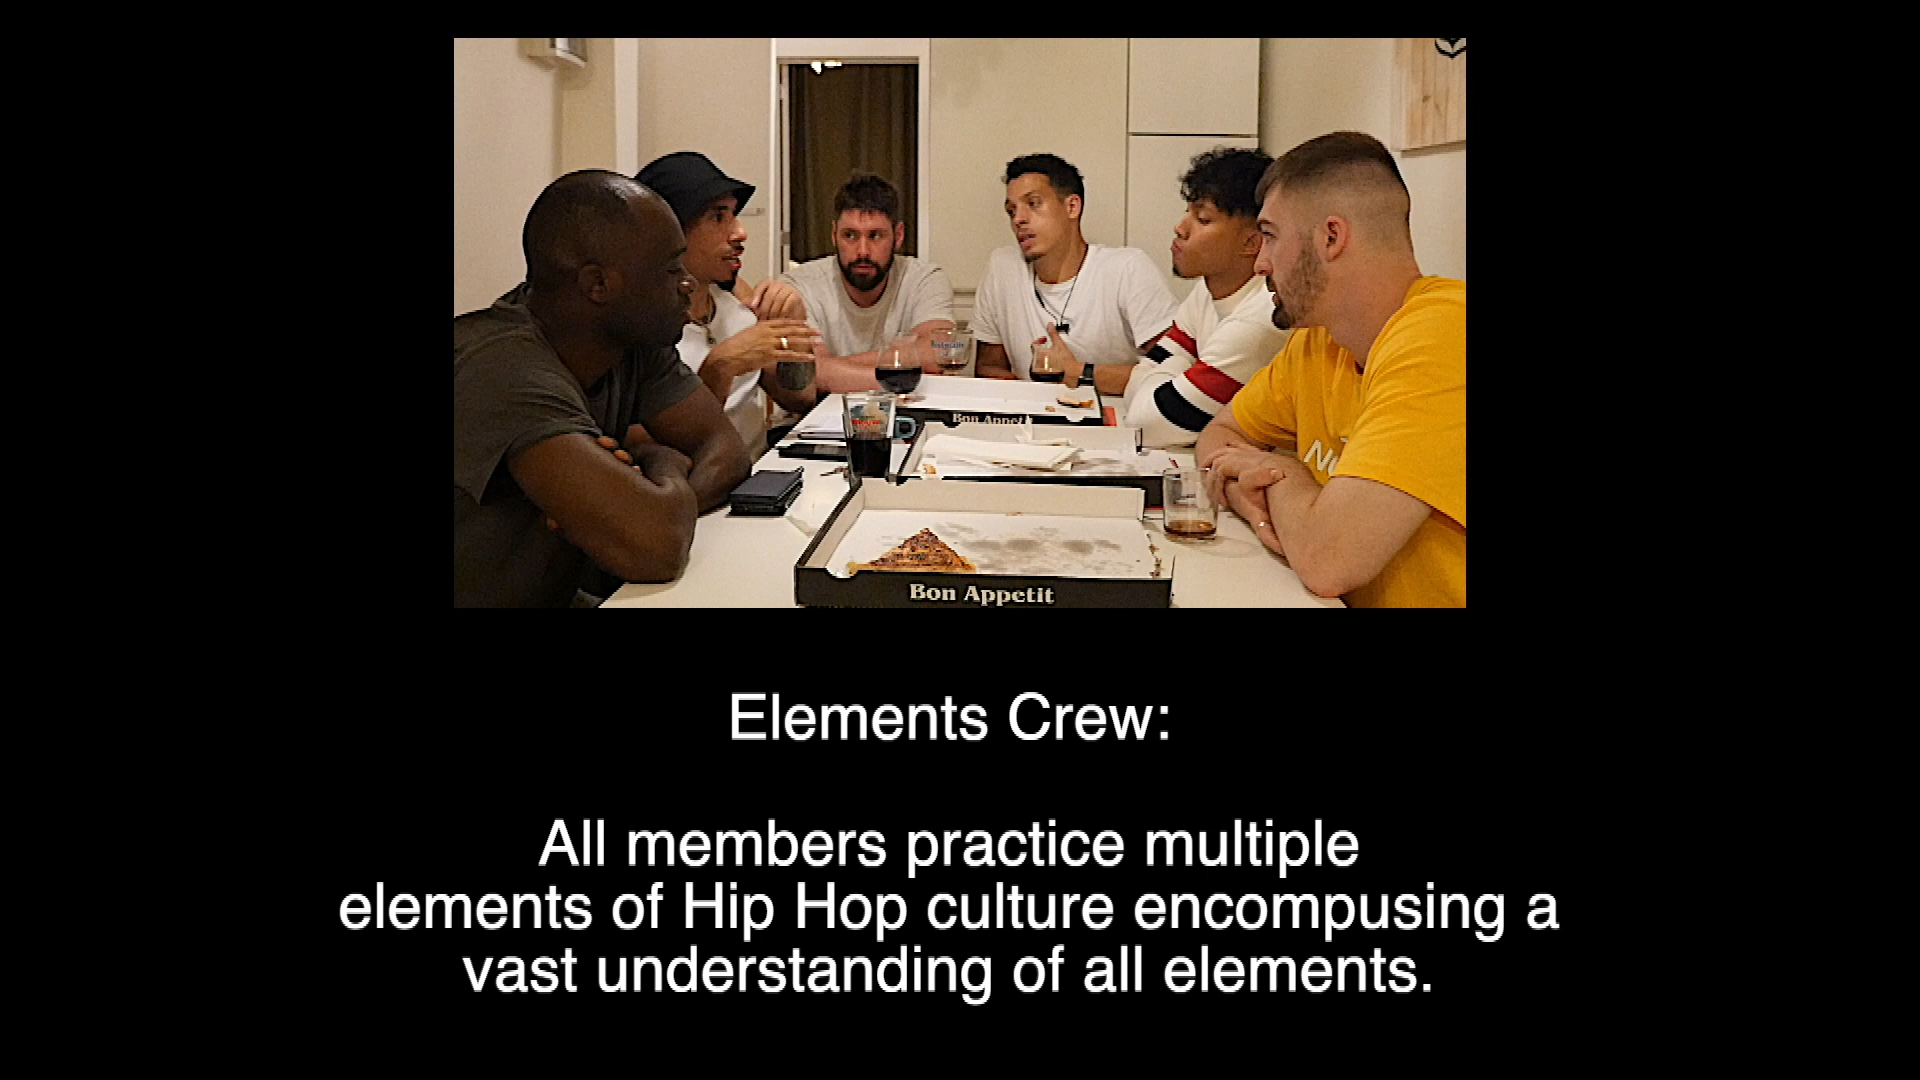 Bon Appetit
Bon Appetit
Elements Crew:
All members practice multiple
elements of Hip Hop culture encompusing a
vast understanding of all elements.